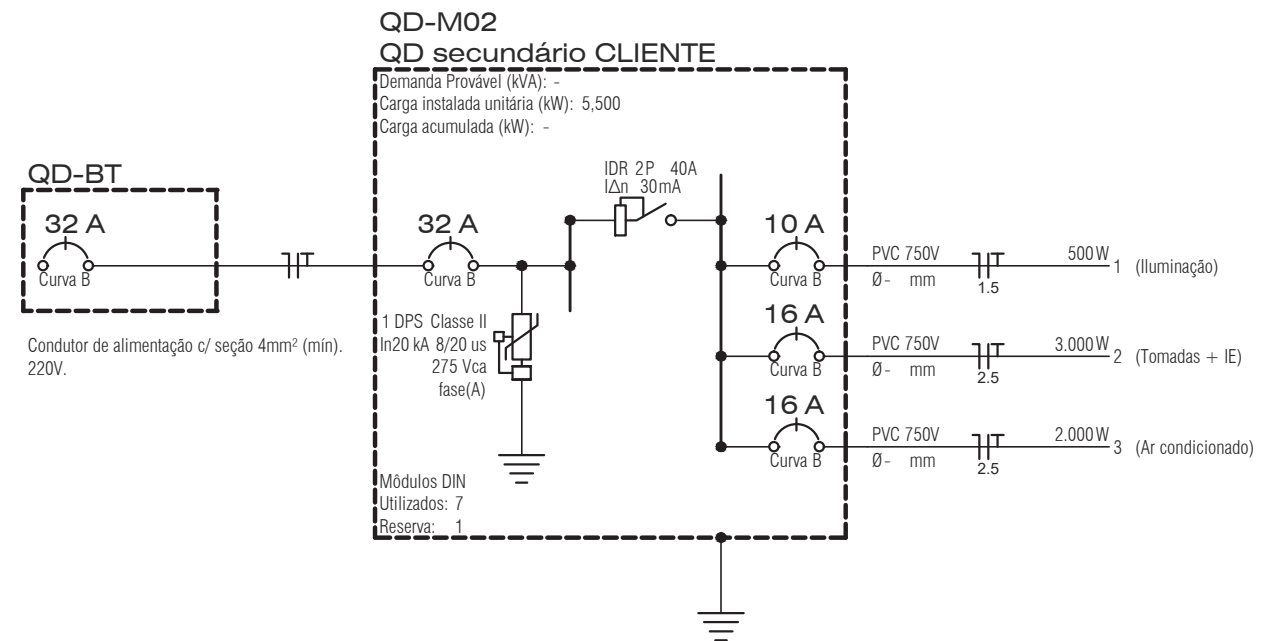 QD-M02
QD secundário CLIENTE
Demanda Provável (kVA): -
Carga instalada unitária (kW): 5,500
Carga acumulada (kW): -
QD-BT
32 A
Curva B
Condutor de alimentação c/ seção 4mm² (mín).
220V.
32 A
Curva B
1 DPS Classe II
In20 kA 8/20 us
275 Vca
fase(A)
IDR 2P 40A
I∆n 30mA
10 A
Curva B
PVC 750V
Ø- mm
1.5
500W
1 (Iluminação)
16 A
Curva B
PVC 750V
Ø- mm
2.5
3.000W
2 (Tomadas + IE)
16 A
Curva B
PVC 750V
Ø- mm
2.5
2.000W
3 (Ar condicionado)
Môdulos DIN
Utilizados: 7
Reserva: 1